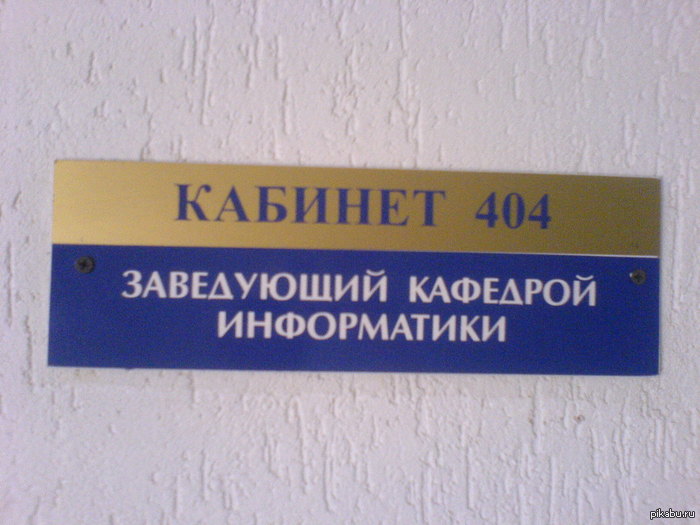 КАБИНЕТ 404
ЗАВЕДУЮЩИЙ КАФЕДРОЙ
ИНФОРМАТИКИ
pikabu.ru